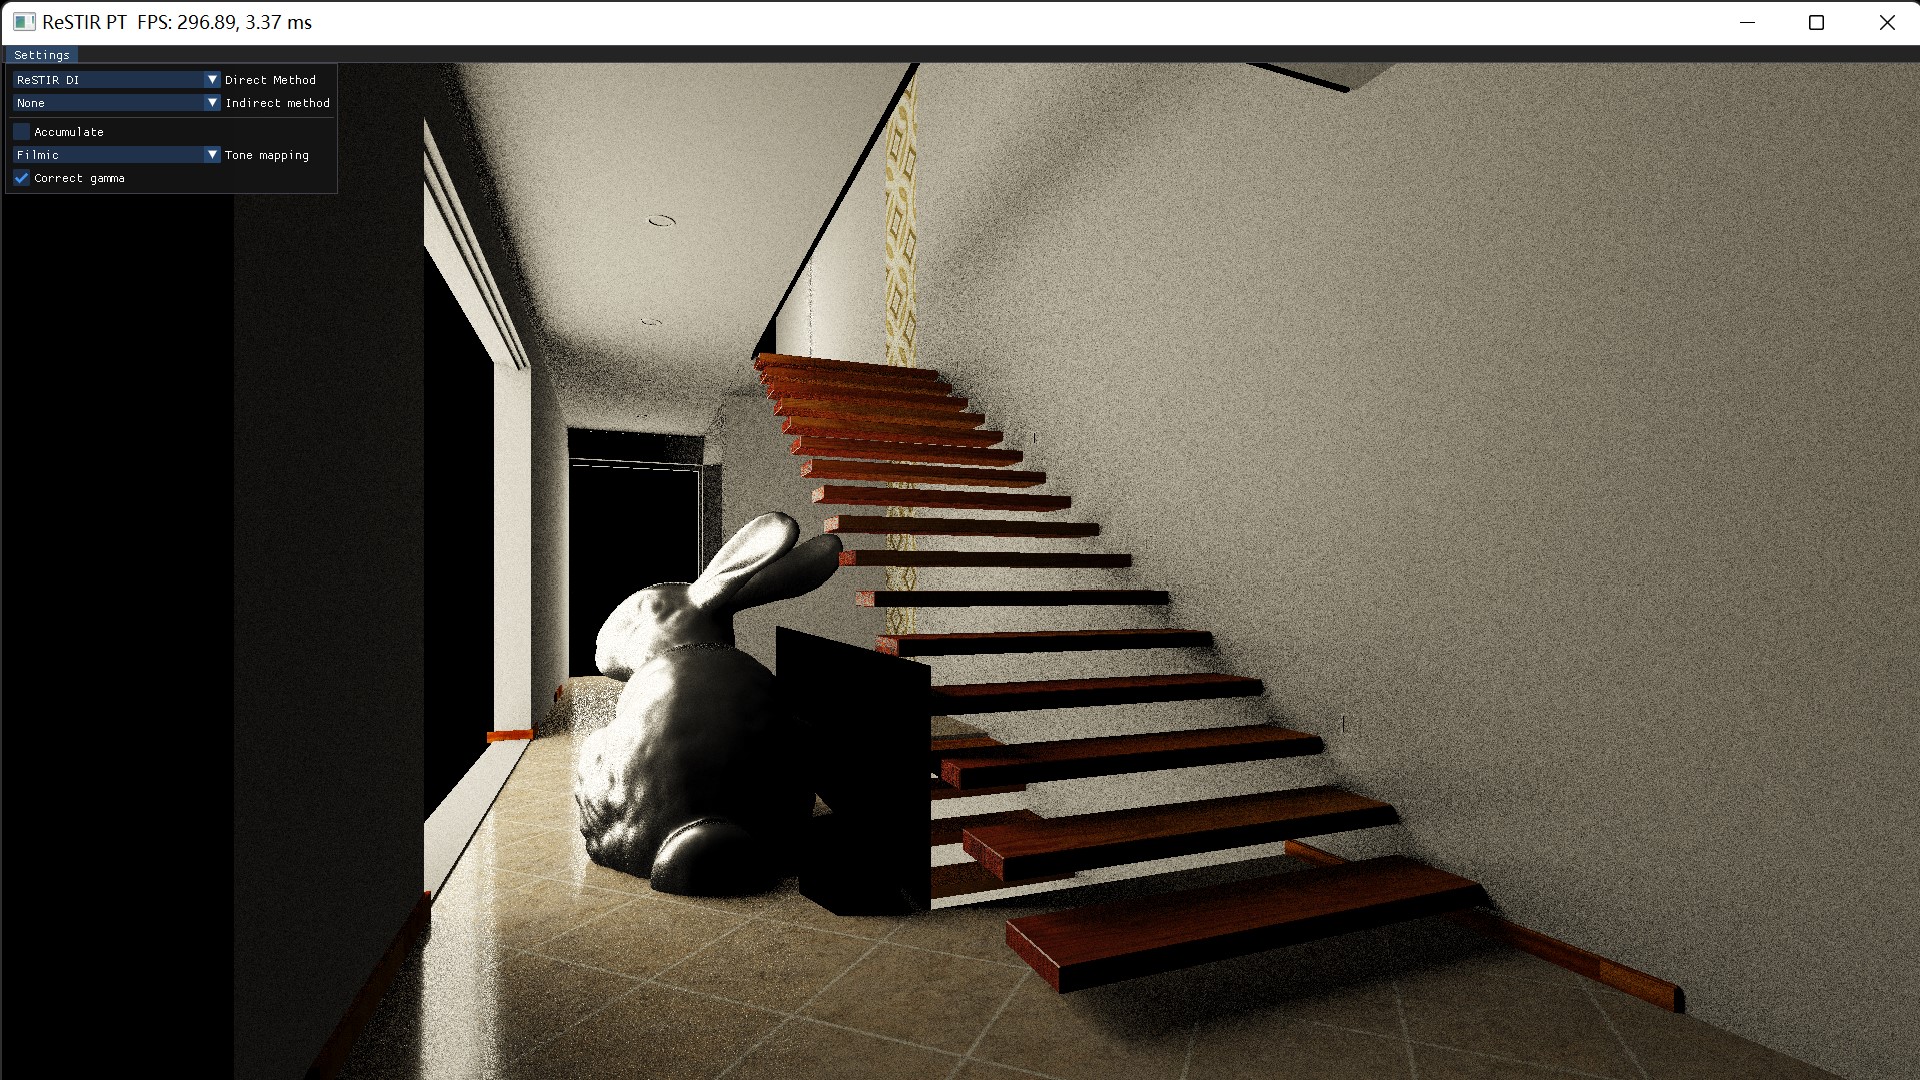 ReSTIR PT  FPS: 296.89, 3.37 ms
Settings
ReSTIR DI Direct Method
None Indirect method
Accumulate
Filmic Tone mapping
Correct gamma